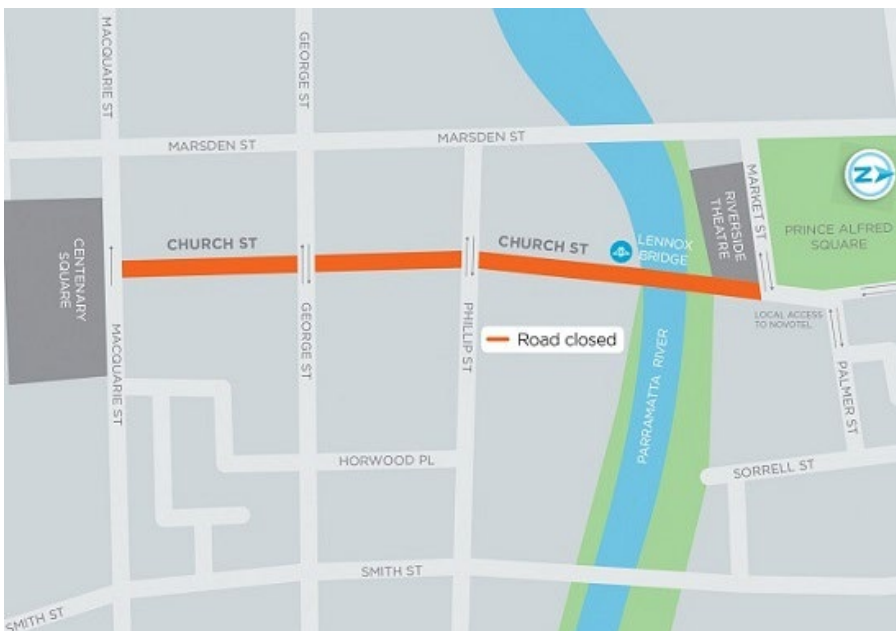 MACQUARIE ST
GEORGE ST
MARSDEN ST
MARSDEN ST
N
MARKET ST
RIVERSIDE
THEATRE
PRINCE ALFRED
SQUARE
CENTENARY
SQUARE
CHURCH ST
CHURCH ST
LENNOX
BRIDGE
LOCAL ACCESS
TO NOVOTEL
MACQUARIE ST
GEORGE ST
PHILLIP ST
Road closed
PARRAMATTA RIVER
PALMER ST
HORWOOD PL
SORRELL ST
SMITH ST
SMITH ST